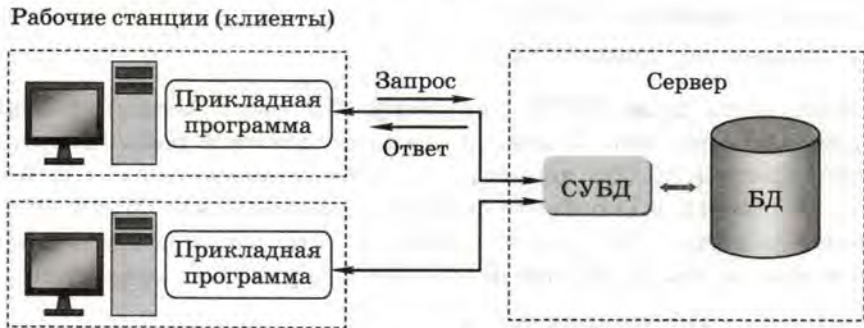 Рабочие станции (клиенты)
Прикладная
программа
Запрос
Ответ
Сервер
СУБД
БД
Прикладная
программа